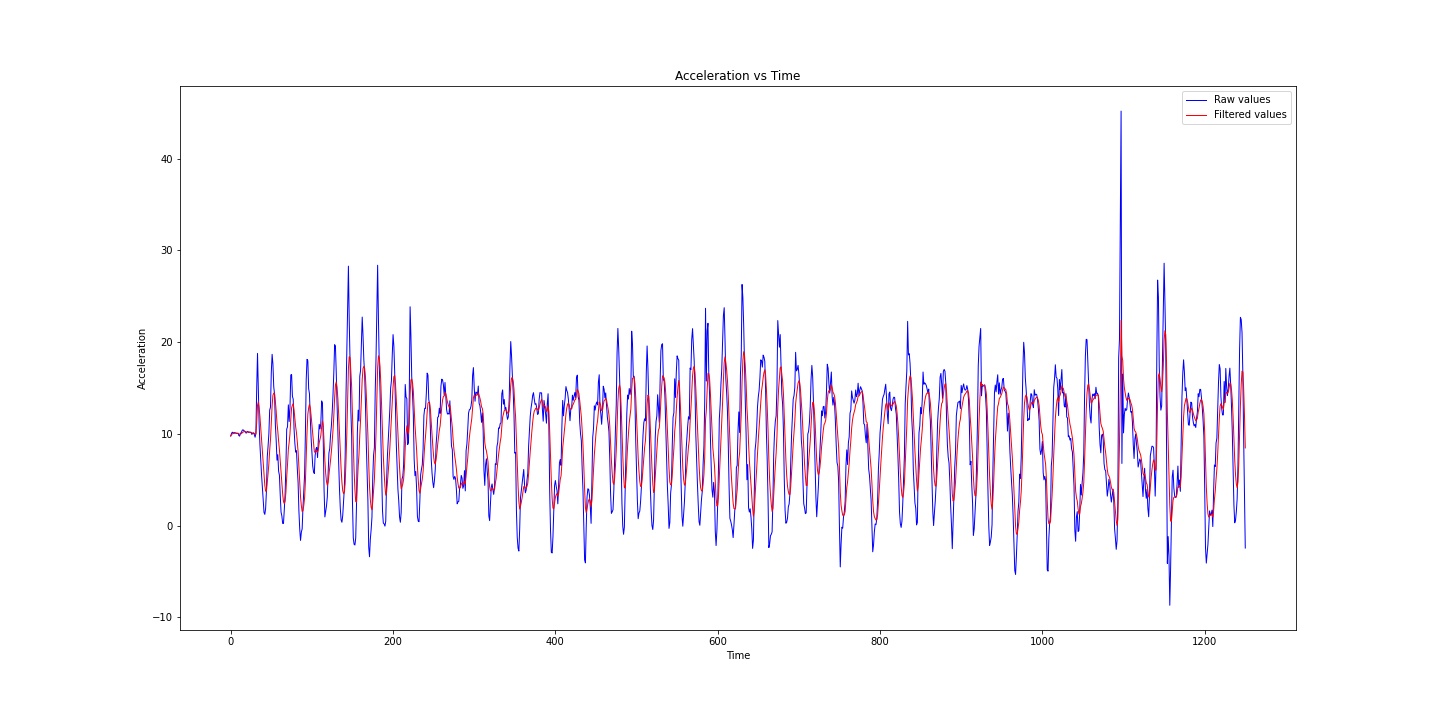 Acceleration vs Time
Raw values
Filtered values
Acceleration
40
30
20
10
0
−10
0 200 400 600 800 1000 1200
Time